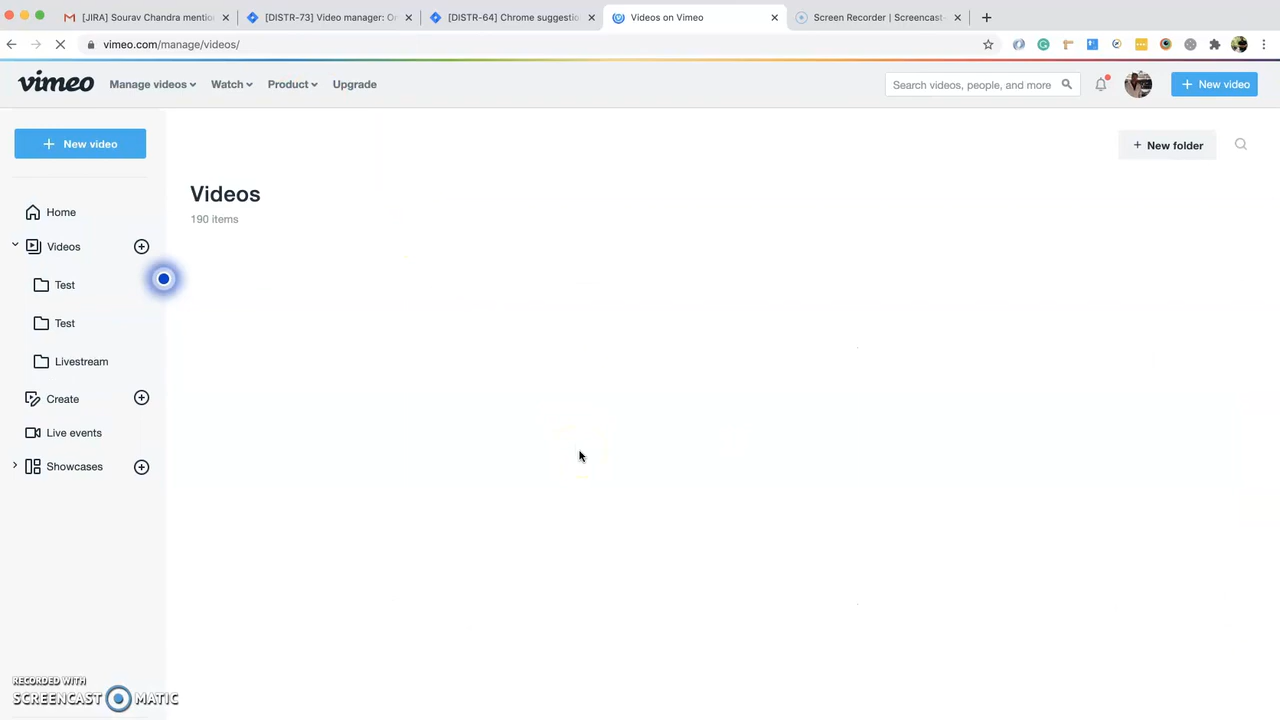 [JIRA] Sourav Chandra mentio
[DISTR-73] Video manager: Or
[DISTR-64] Chrome suggestio
Videos on Vimeo
Screen Recorder | Screencast-
vimeo.com/manage/videos/
vimeo
Manage videos
Watch
Product
Upgrade
Search videos, people, and more
+ New video
+ New video
+ New folder
Videos
190 items
Home
Videos
Test
Test
Livestream
Create
Live events
Showcases
RECORDED WITH
SCREENCAST MATIC